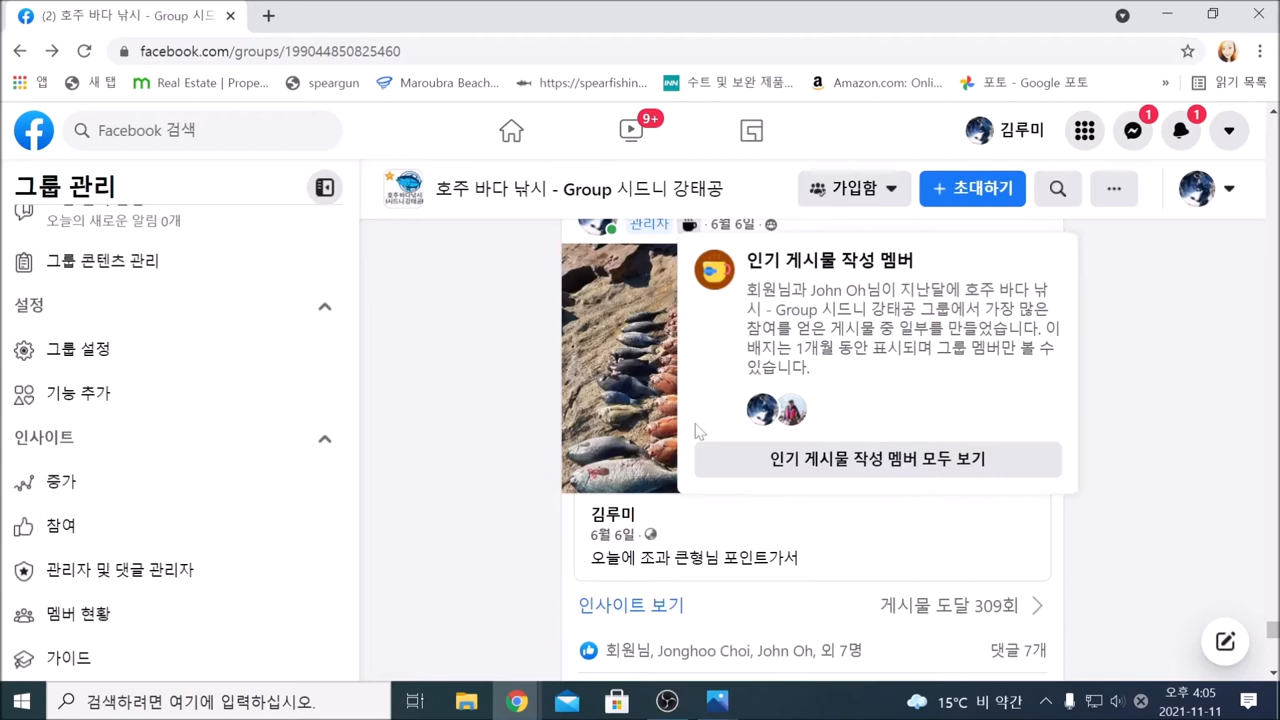 (2) 호주 바다 낚시 - Group 시드
facebook.com/groups/199044850825460
앱 새 탭 Real Estate | Prope... speargun Maroubra Beach... https://spearfishin... 수트 및 보완 제품... Amazon.com: Onli... 포토 - Google 포토 » 읽기 목록
Facebook 검색 9+ 김루미 1 1
그룹 관리
호주 바다 낚시 - Group 시드니 강태공 가입함 + 초대하기 ...
오늘의 새로운 알림 0개
그룹 콘텐츠 관리
설정
그룹 설정
기능 추가
인사이트
증가
참여
관리자 및 댓글 관리자
멤버 현황
가이드
관리자 · 6월 6일 ·
인기 게시물 작성 멤버
회원님과 John Oh님이 지난달에 호주 바다 낚
시 - Group 시드니 강태공 그룹에서 가장 많은
참여를 얻은 게시물 중 일부를 만들었습니다. 이
배지는 1개월 동안 표시되며 그룹 멤버만 볼 수
있습니다.
인기 게시물 작성 멤버 모두 보기
김루미
6월 6일 ·
오늘에 조과 큰형님 포인트가서
인사이트 보기 게시물 도달 309회
회원님, Jonghoo Choi, John Oh, 외 7명 댓글 7개
검색하려면 여기에 입력하십시오.
15°C 비 약간
오후 4:05
2021-11-11